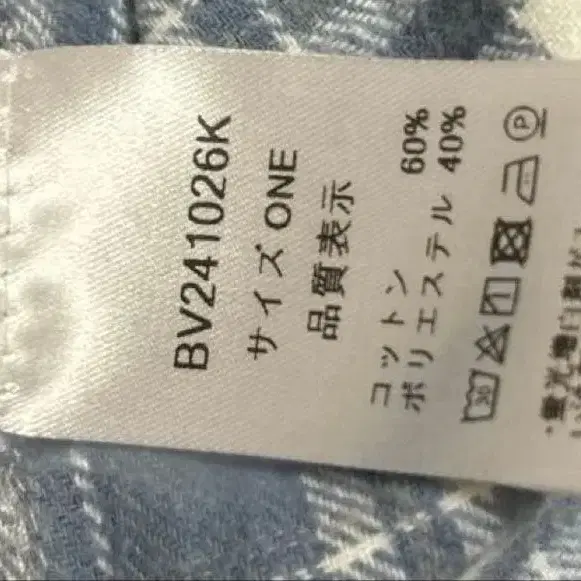 BV241026K
サイズ ONE
品質表示
コットン 60%
ポリエステル 40%
30 P